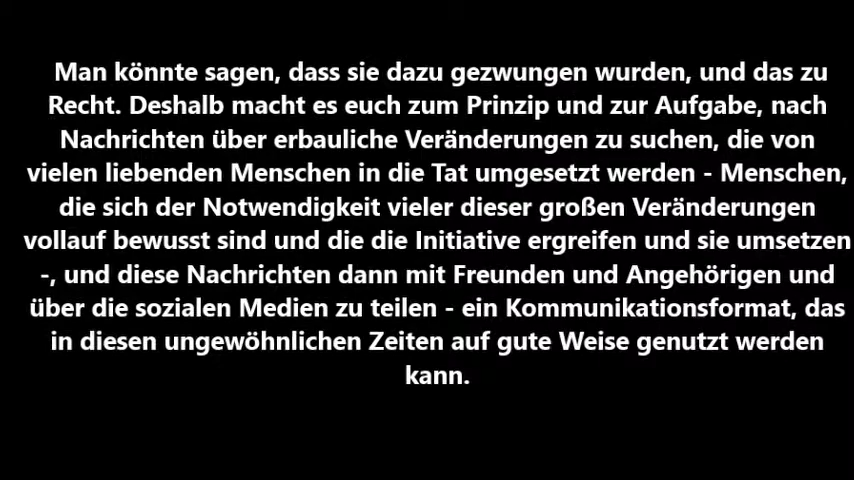 Man könnte sagen, dass sie dazu gezwungen wurden, und das zu
Recht. Deshalb macht es euch zum Prinzip und zur Aufgabe, nach
Nachrichten über erbauliche Veränderungen zu suchen, die von
vielen liebenden Menschen in die Tat umgesetzt werden - Menschen,
die sich der Notwendigkeit vieler dieser großen Veränderungen
vollauf bewusst sind und die die Initiative ergreifen und sie umsetzen
-, und diese Nachrichten dann mit Freunden und Angehörigen und
über die sozialen Medien zu teilen - ein Kommunikationsformat, das
in diesen ungewöhnlichen Zeiten auf gute Weise genutzt werden
kann.